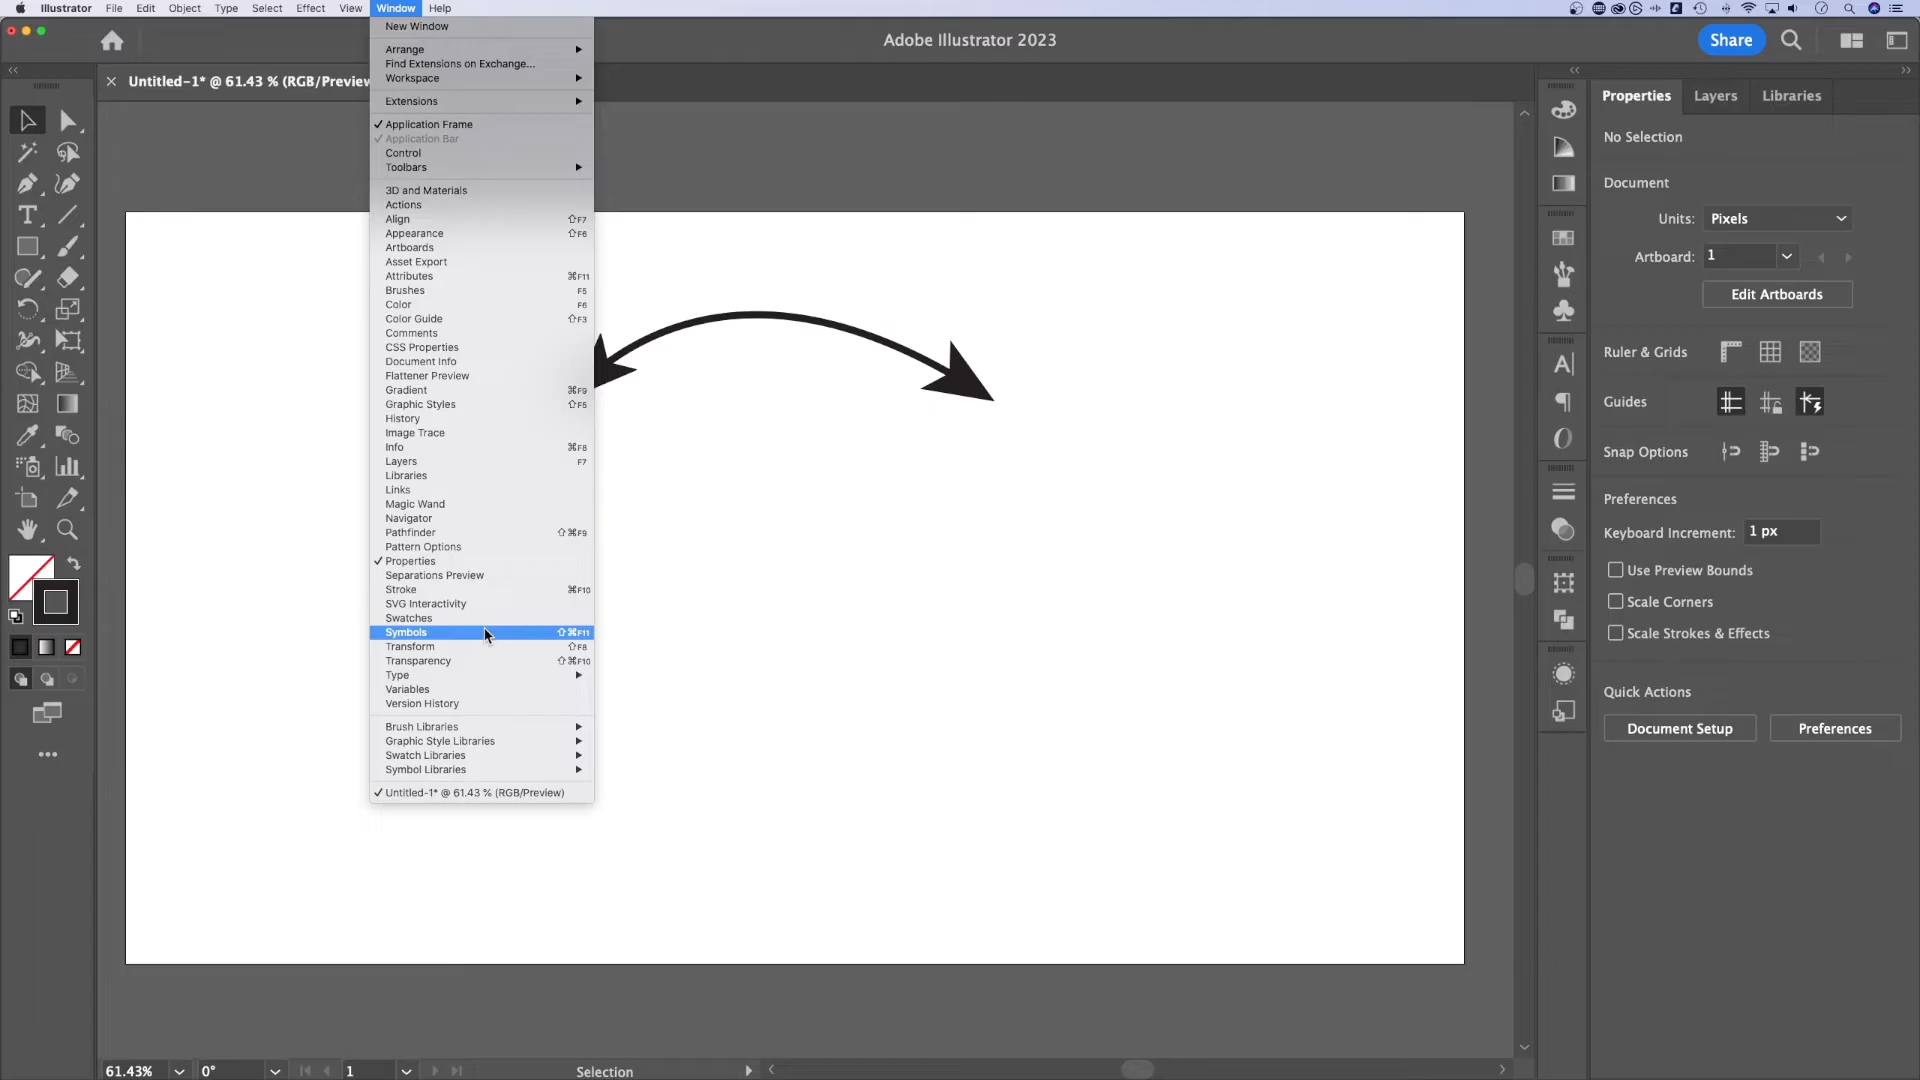 Illustrator File Edit Object Type Select Effect View Window Help
Adobe Illustrator 2023
Share
× Untitled-1* @ 61.43 % (RGB/Preview
New Window
Arrange
Find Extensions on Exchange...
Workspace
Extensions
✓ Application Frame
✓ Application Bar
Control
Toolbars
3D and Materials
Actions
Align ⇧F7
Appearance ⇧F6
Artboards
Asset Export
Attributes ⌘F11
Brushes F5
Color F6
Color Guide ⇧F3
Comments
CSS Properties
Document Info
Flattener Preview
Gradient ⌘F9
Graphic Styles ⇧F5
History
Image Trace
Info ⌘F8
Layers F7
Libraries
Links
Magic Wand
Navigator
Pathfinder ⇧⌘F9
Pattern Options
✓ Properties
Separations Preview
Stroke ⌘F10
SVG Interactivity
Swatches
Symbols ⇧⌘F11
Transform ⇧F8
Transparency ⇧⌘F10
Type
Variables
Version History
Brush Libraries
Graphic Style Libraries
Swatch Libraries
Symbol Libraries
✓ Untitled-1* @ 61.43 % (RGB/Preview)
Properties Layers Libraries
No Selection
Document
Units: Pixels
Artboard: 1
Edit Artboards
Ruler & Grids
Guides
Snap Options
Preferences
Keyboard Increment: 1 px
Use Preview Bounds
Scale Corners
Scale Strokes & Effects
Quick Actions
Document Setup Preferences
61.43% 0° 1 Selection